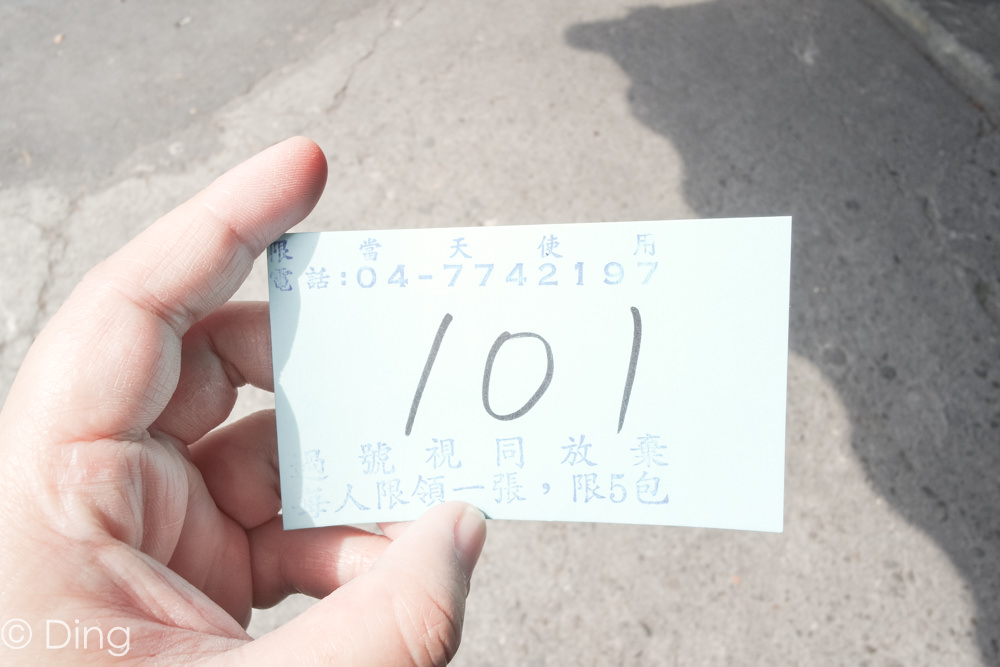 限當天使用
電話:04-7742197
101
過號視同放棄
每人限領一張，限5包
© Ding